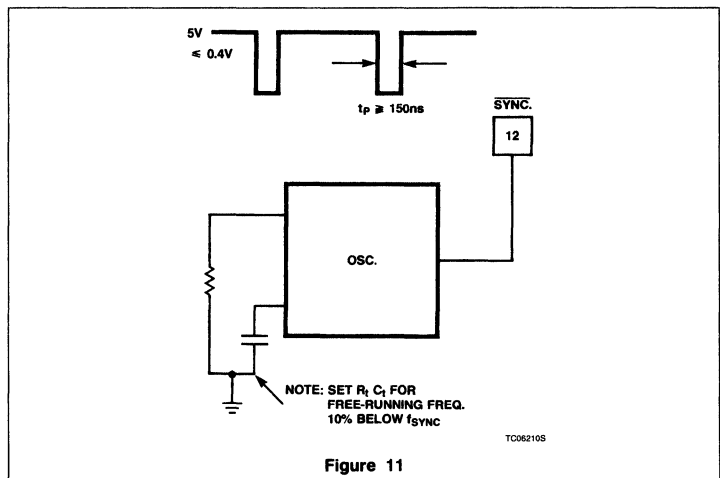 5V
≤ 0.4V
tP ≥ 150ns
SYNC.
12
OSC.
NOTE: SET Rt Ct FOR
FREE-RUNNING FREQ.
10% BELOW fSYNC
TC06210S
Figure 11